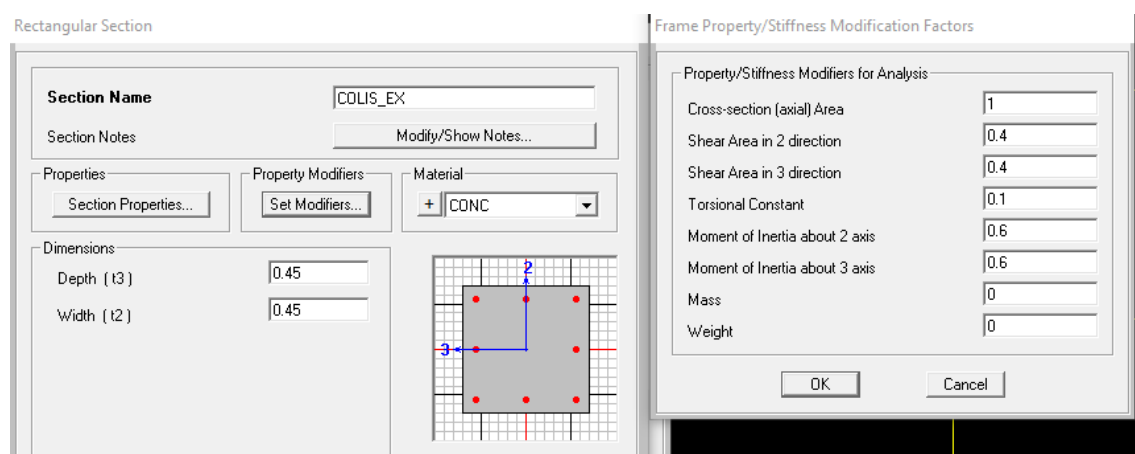 Rectangular Section
Section Name COLIS_EX
Section Notes Modify/Show Notes...
Properties Property Modifiers Material
Section Properties... Set Modifiers... + CONC
Dimensions
Depth ( t3 ) 0.45
Width ( t2 ) 0.45
2
3
Frame Property/Stiffness Modification Factors
Property/Stiffness Modifiers for Analysis
Cross-section (axial) Area 1
Shear Area in 2 direction 0.4
Shear Area in 3 direction 0.4
Torsional Constant 0.1
Moment of Inertia about 2 axis 0.6
Moment of Inertia about 3 axis 0.6
Mass 0
Weight 0
OK Cancel